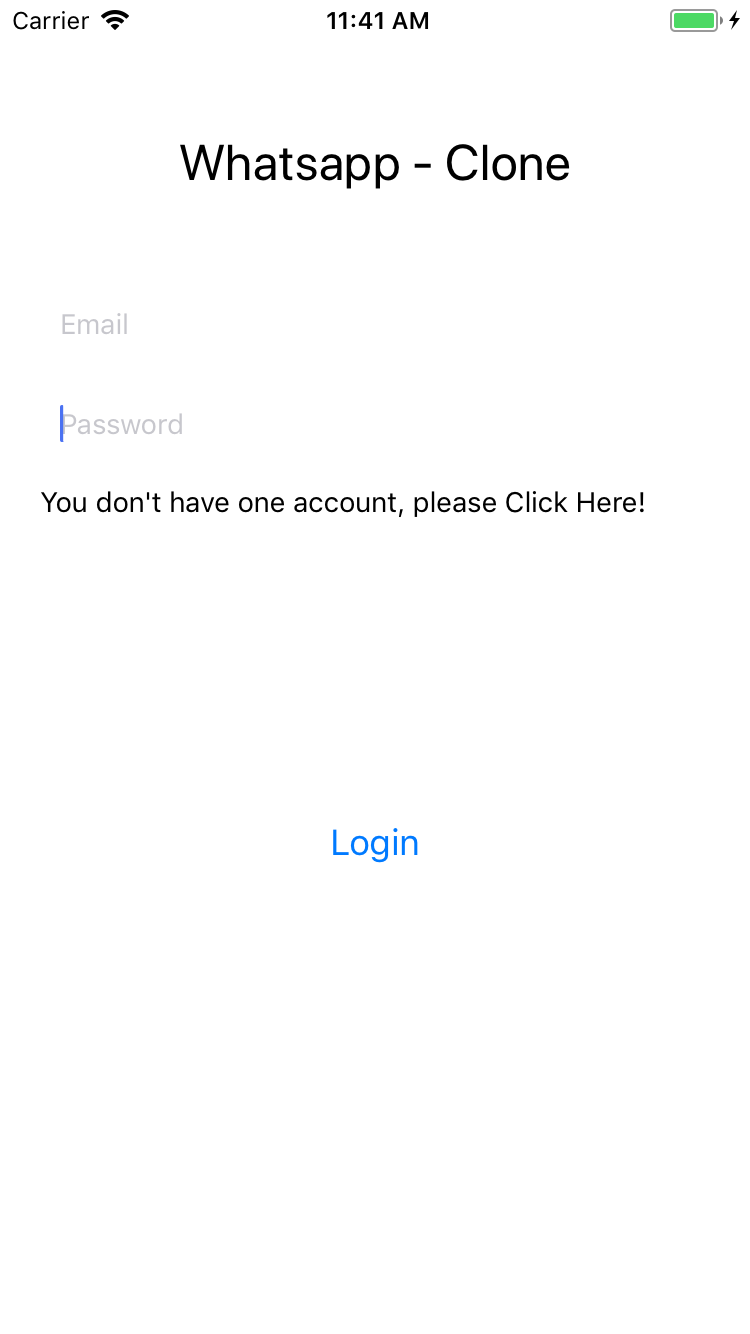 Carrier 11:41 AM
Whatsapp - Clone
Email
Password
You don't have one account, please Click Here!
Login